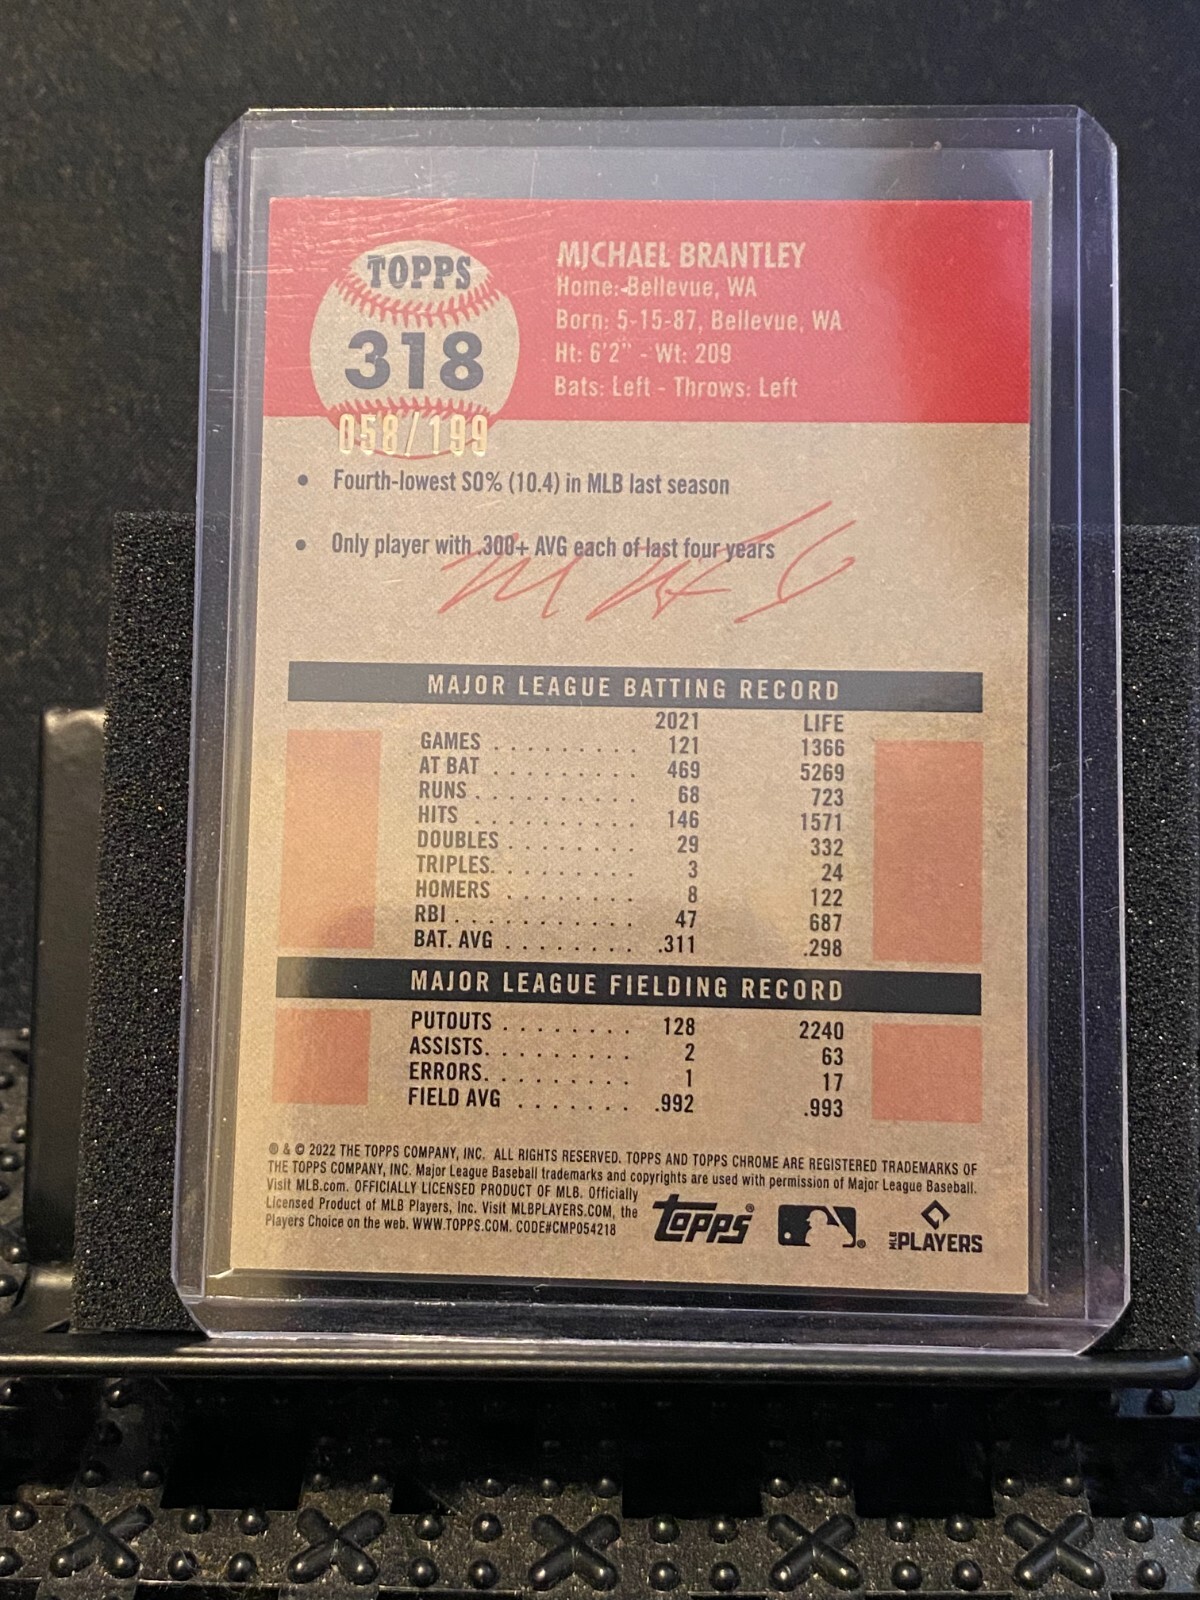 TOPPS
318
058/199
MICHAEL BRANTLEY
Home: Bellevue, WA
Born: 5-15-87, Bellevue, WA
Ht: 6'2" - Wt: 209
Bats: Left - Throws: Left
• Fourth-lowest SO% (10.4) in MLB last season
• Only player with .300+ AVG each of last four years
MAJOR LEAGUE BATTING RECORD
2021 LIFE
GAMES . . . . . . . . . 121 1366
AT BAT . . . . . . . . . 469 5269
RUNS . . . . . . . . . . 68 723
HITS . . . . . . . . . . 146 1571
DOUBLES . . . . . . . . 29 332
TRIPLES. . . . . . . . . 3 24
HOMERS . . . . . . . . 8 122
RBI . . . . . . . . . . . 47 687
BAT. AVG . . . . . . . . .311 .298
MAJOR LEAGUE FIELDING RECORD
PUTOUTS . . . . . . . . 128 2240
ASSISTS. . . . . . . . . 2 63
ERRORS. . . . . . . . . 1 17
FIELD AVG . . . . . . . .992 .993
® & © 2022 THE TOPPS COMPANY, INC. ALL RIGHTS RESERVED. TOPPS AND TOPPS CHROME ARE REGISTERED TRADEMARKS OF
THE TOPPS COMPANY, INC. Major League Baseball trademarks and copyrights are used with permission of Major League Baseball.
Visit MLB.com. OFFICIALLY LICENSED PRODUCT OF MLB. Officially
Licensed Product of MLB Players, Inc. Visit MLBPLAYERS.COM, the
Players Choice on the web. WWW.TOPPS.COM. CODE#CMP054218
topps®
®
MLB PLAYERS